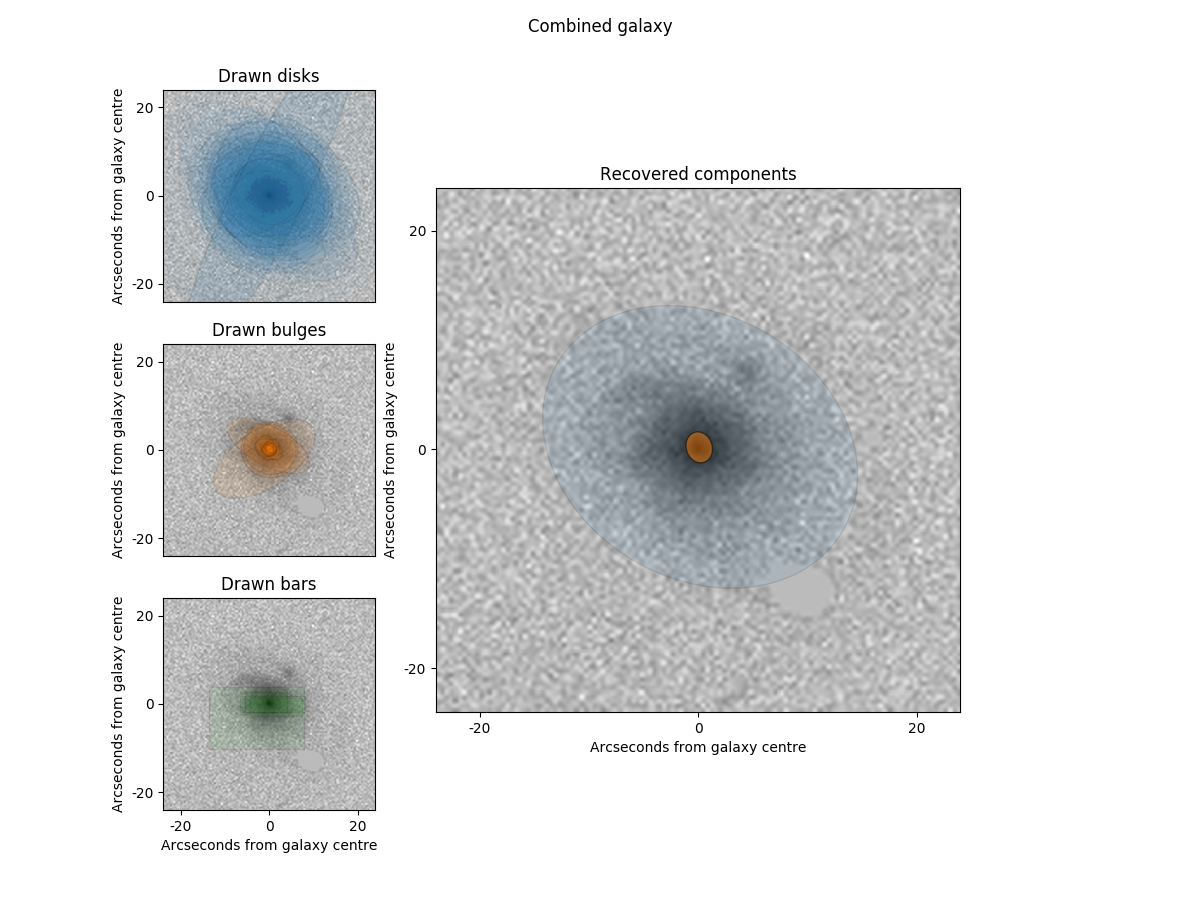 Combined galaxy
Drawn disks
Arcseconds from galaxy centre
20
0
-20
Drawn bulges
Arcseconds from galaxy centre
20
0
-20
Drawn bars
Arcseconds from galaxy centre
20
0
-20
-20 0 20
Arcseconds from galaxy centre
Recovered components
Arcseconds from galaxy centre
20
0
-20
-20 0 20
Arcseconds from galaxy centre